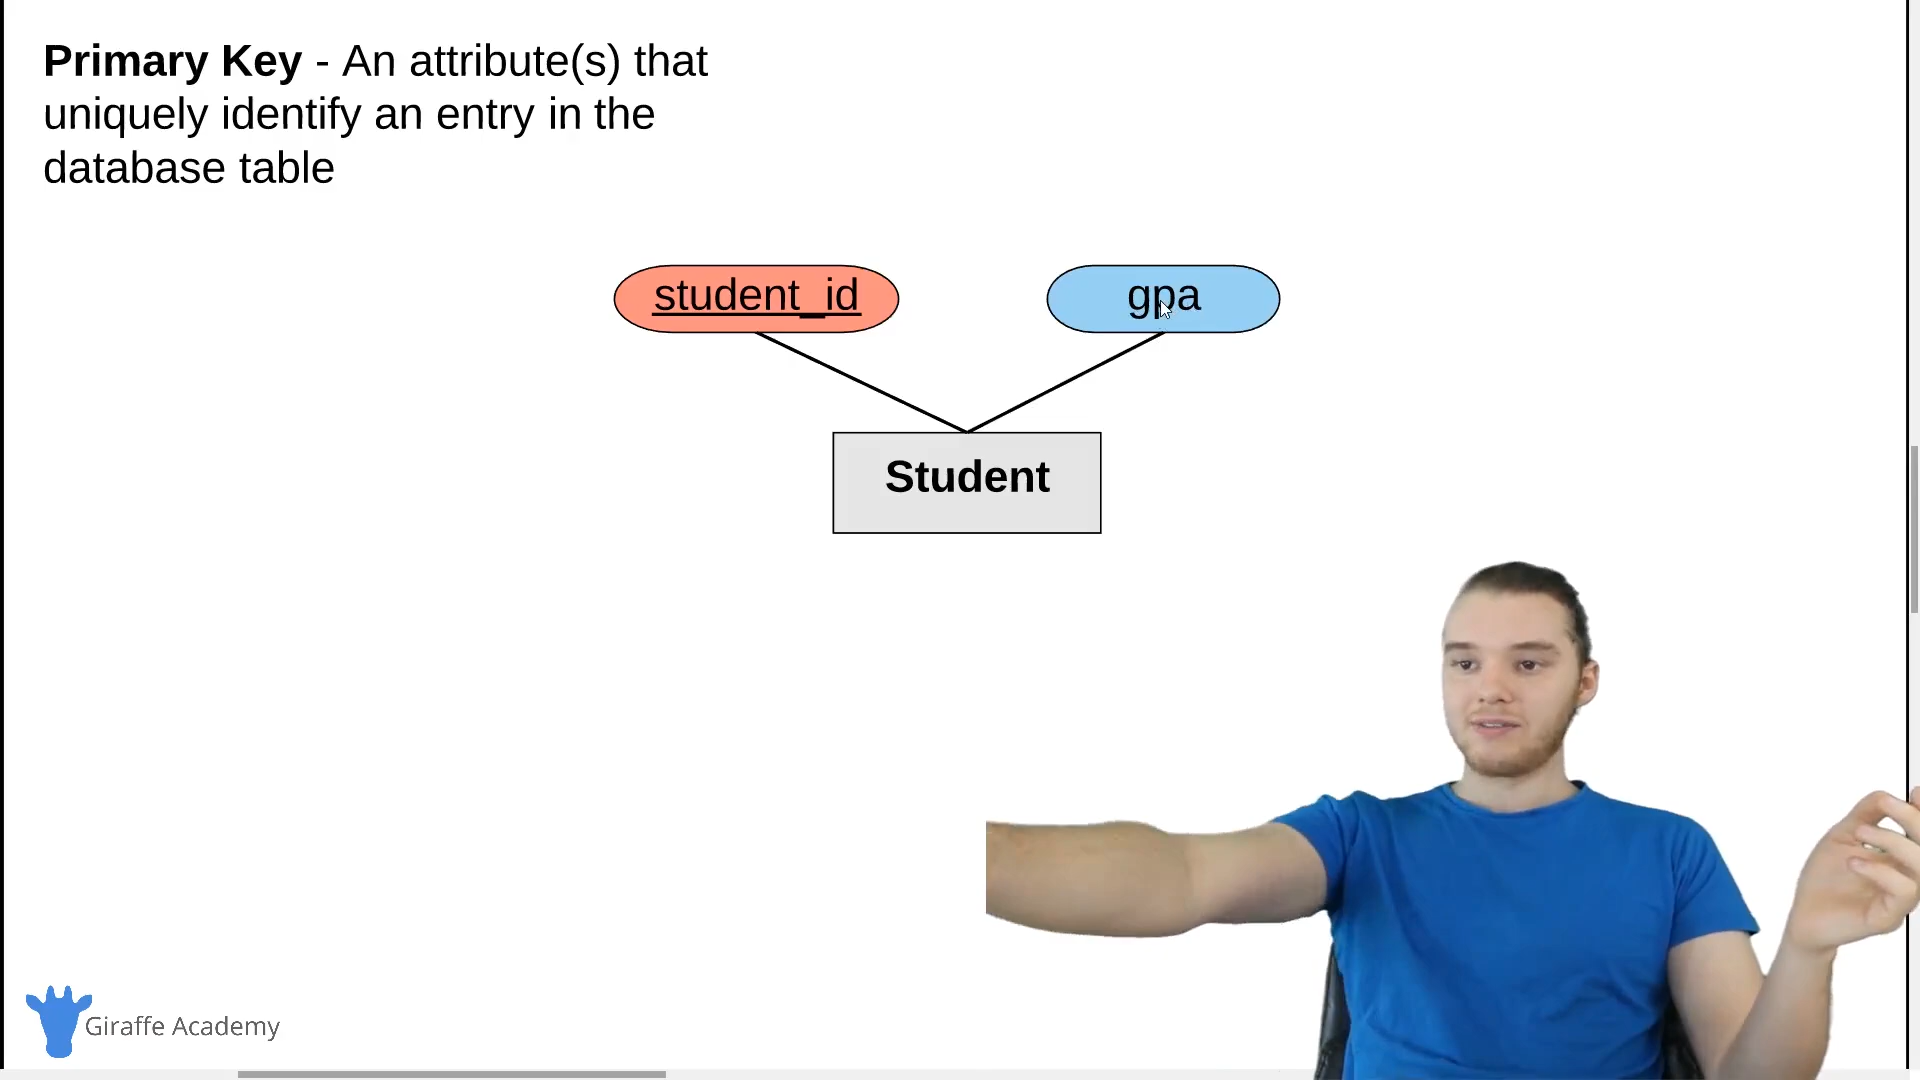 Primary Key - An attribute(s) that
uniquely identify an entry in the
database table
student_id
gpa
Student
Giraffe Academy